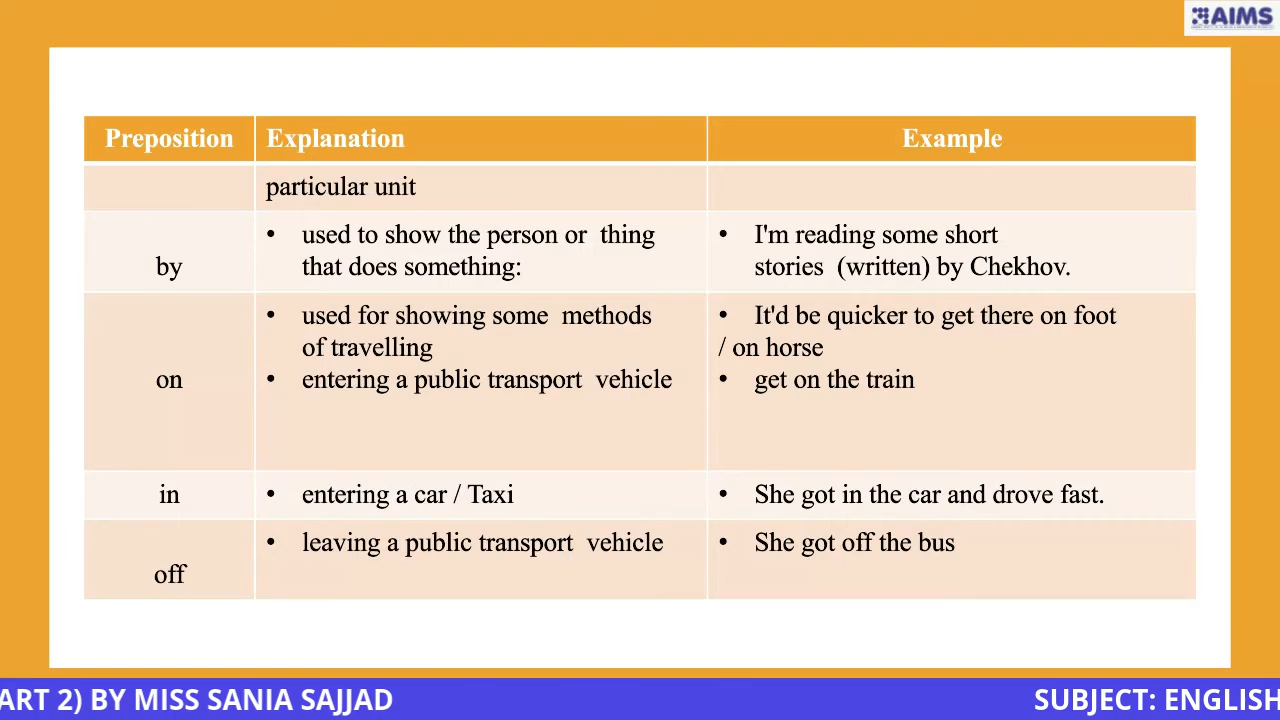 AIMS
Preposition Explanation Example
particular unit
by
• used to show the person or thing
that does something:
• I'm reading some short
stories (written) by Chekhov.
on
• used for showing some methods
of travelling
• entering a public transport vehicle
• It'd be quicker to get there on foot
/ on horse
• get on the train
in
• entering a car / Taxi
• She got in the car and drove fast.
off
• leaving a public transport vehicle
• She got off the bus
ART 2) BY MISS SANIA SAJJAD
SUBJECT: ENGLISH